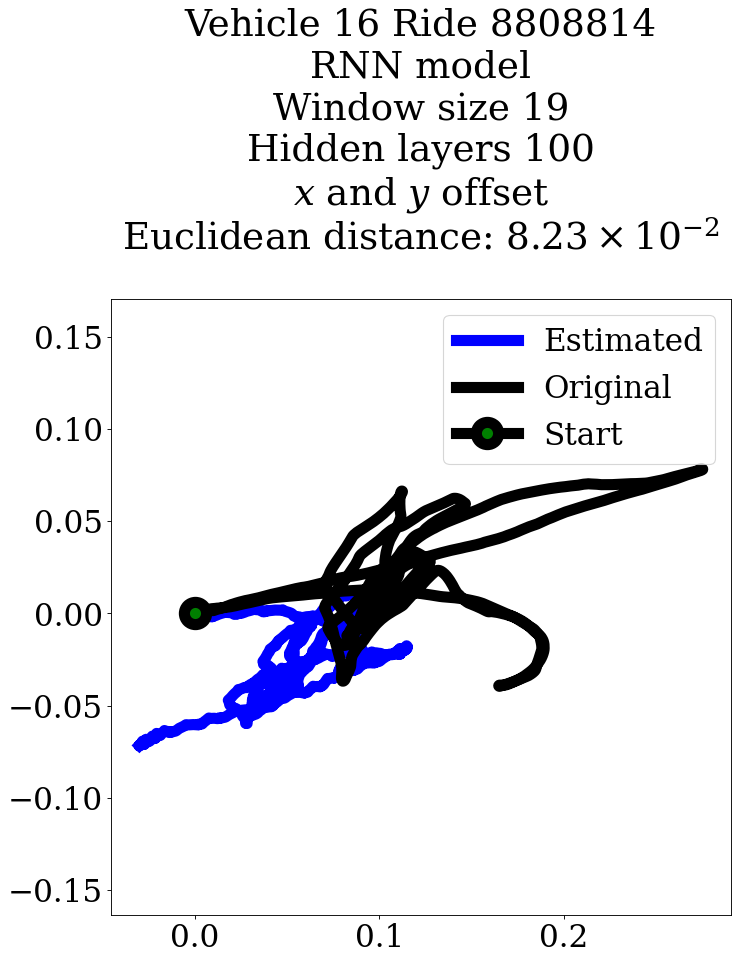 Vehicle 16 Ride 8808814
RNN model
Window size 19
Hidden layers 100
x and y offset
Euclidean distance: 8.23 × 10⁻²
Estimated
Original
Start
0.15
0.10
0.05
0.00
−0.05
−0.10
−0.15
0.0 0.1 0.2